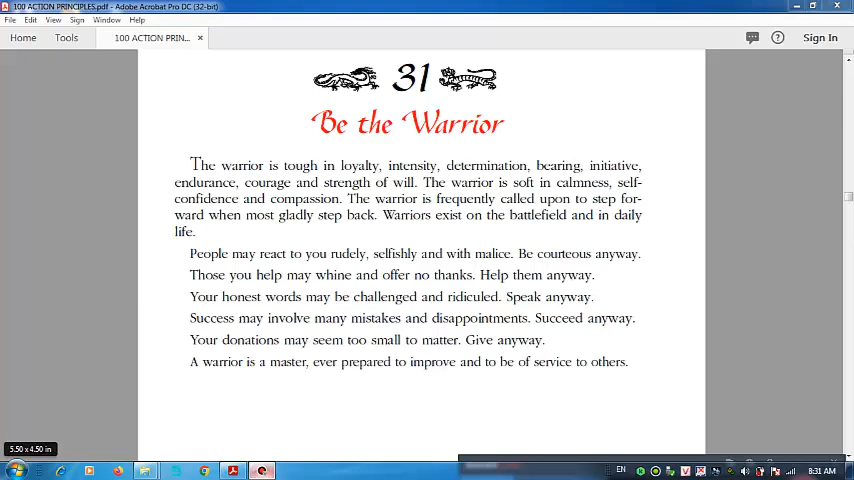 100 ACTION PRINCIPLES.pdf - Adobe Acrobat Pro DC (32-bit)
File Edit View Sign Window Help
Home Tools 100 ACTION PRIN... × Sign In
31
Be the Warrior
The warrior is tough in loyalty, intensity, determination, bearing, initiative,
endurance, courage and strength of will. The warrior is soft in calmness, self-
confidence and compassion. The warrior is frequently called upon to step for-
ward when most gladly step back. Warriors exist on the battlefield and in daily
life.
People may react to you rudely, selfishly and with malice. Be courteous anyway.
Those you help may whine and offer no thanks. Help them anyway.
Your honest words may be challenged and ridiculed. Speak anyway.
Success may involve many mistakes and disappointments. Succeed anyway.
Your donations may seem too small to matter. Give anyway.
A warrior is a master, ever prepared to improve and to be of service to others.
5.50 x 4.50 in
EN 8:31 AM